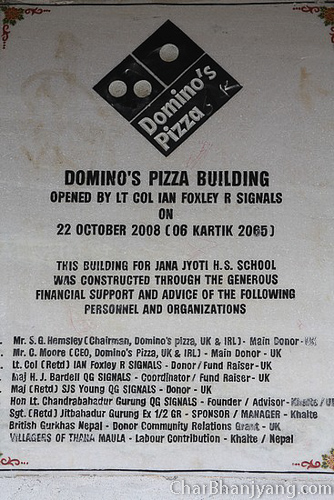 Domino's
Pizza
DOMINO'S PIZZA BUILDING
OPENED BY LT COL IAN FOXLEY R SIGNALS
ON
22 OCTOBER 2008 (06 KARTIK 2065)
THIS BUILDING FOR JANA JYOTI H.S. SCHOOL
WAS CONSTRUCTED THROUGH THE GENEROUS
FINANCIAL SUPPORT AND ADVICE OF THE FOLLOWING
PERSONNEL AND ORGANIZATIONS
Mr. S.G. Hemsley (Chairman, Domino's pizza, UK & IRL) - Main Donor - UK
Mr. C. Moore (CEO, Domino's Pizza, UK & IRL) - Main Donor - UK
Lt. Col (Retd) IAN Foxley R SIGNALS - Donor/ Fund Raiser - UK
Maj H. J. Bardell QG SIGNALS - Coordinator / Fund Raiser - UK
Maj (Retd) SJS Young QG SIGNALS - Donor - UK
Hon Lt. Chandrabahadur Gurung QG SIGNALS - Founder / Advisor - Khalte / UK
Sgt. (Retd) Jitbahadur Gurung Ex 1/2 GR - SPONSOR / MANAGER - Khalte
British Gurkhas Nepal - Donor Community Relations Grant - UK
VILLAGERS OF THANA MAULA - Labour Contribution - Khalte / Nepal
ChaiBhanjyang.com